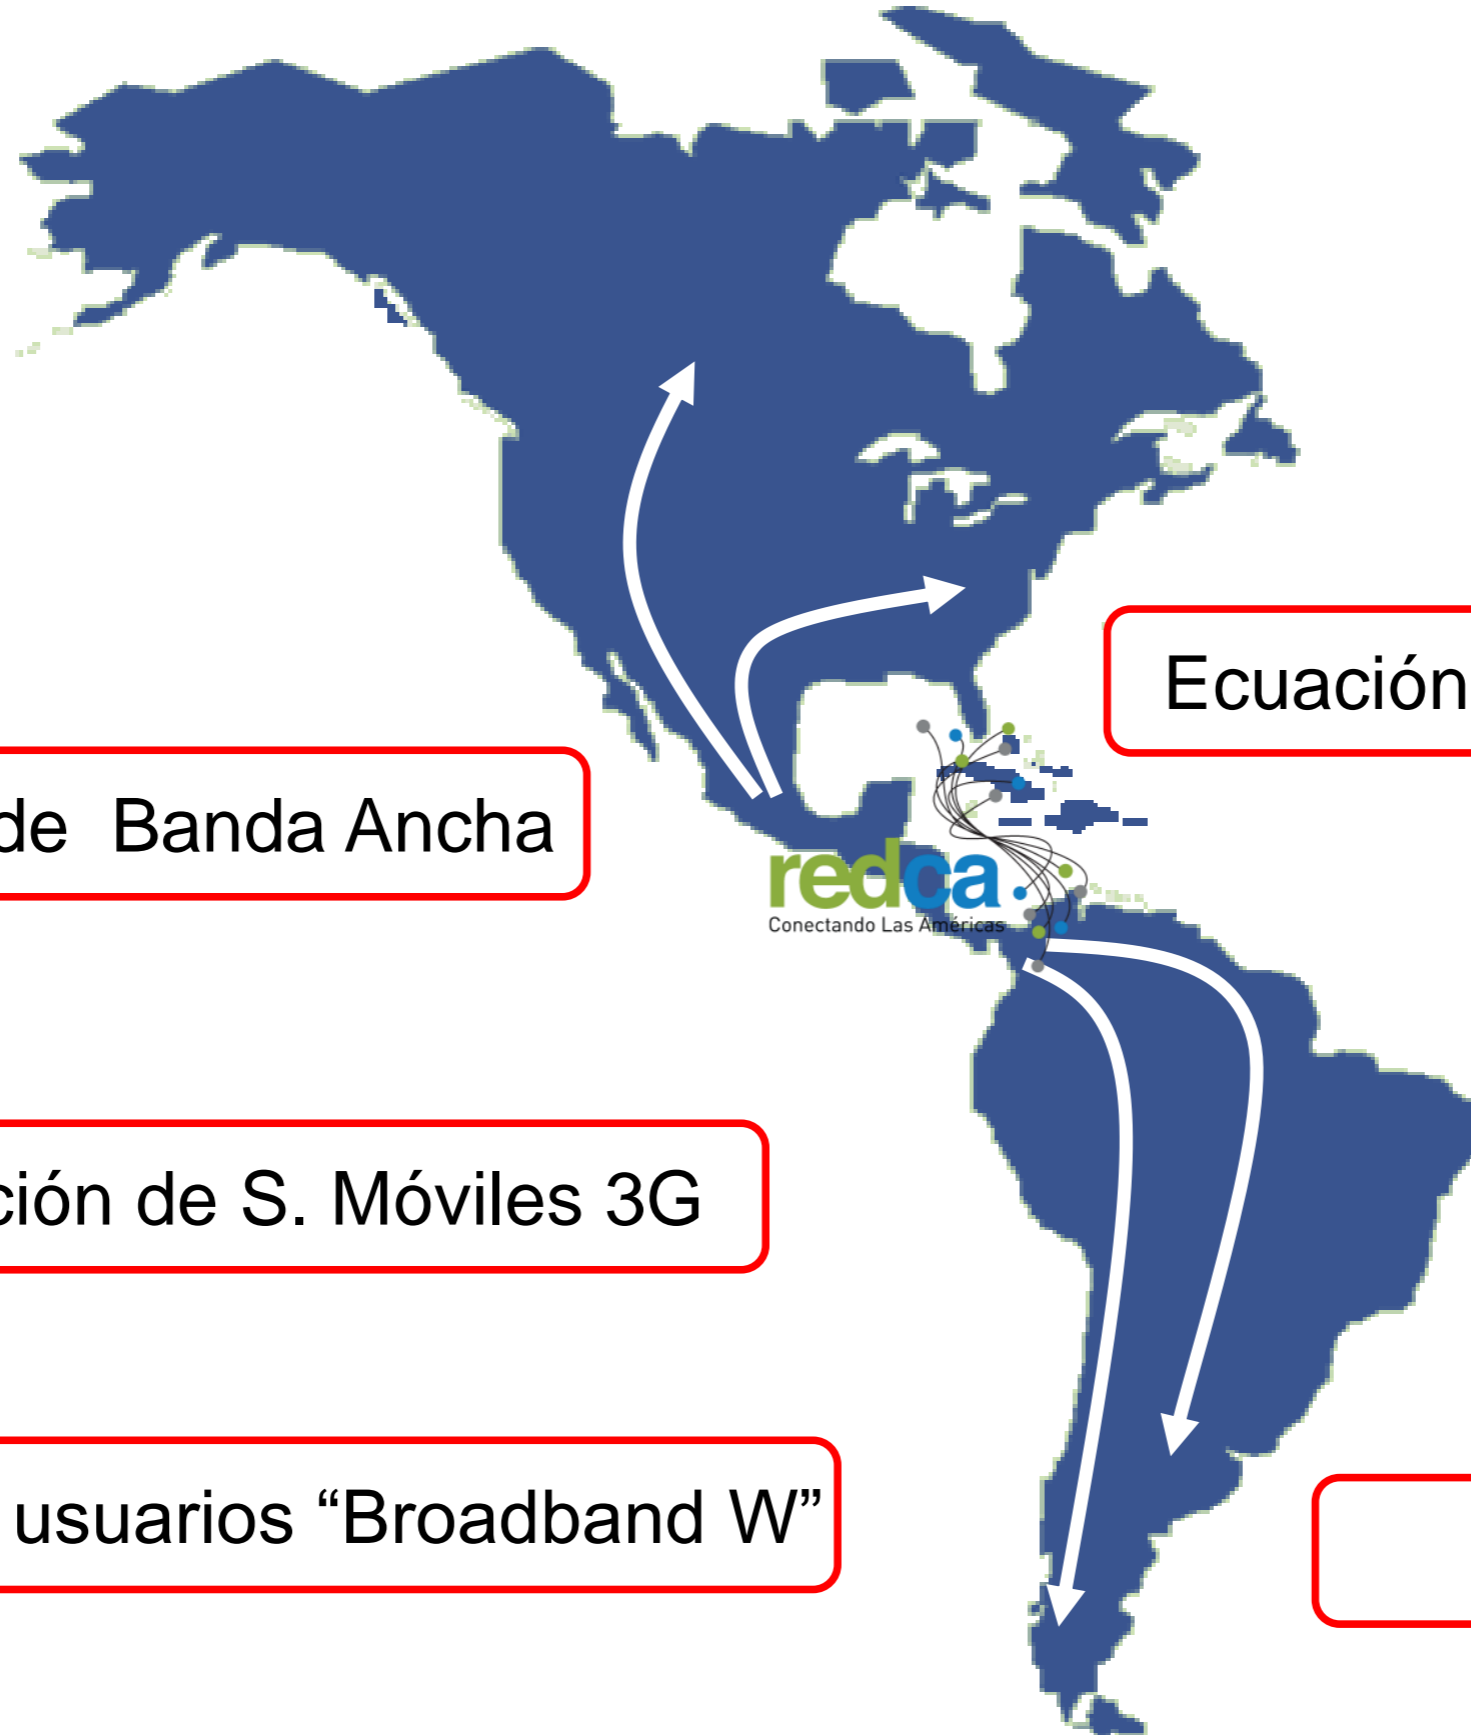 Ecuación
de Banda Ancha
redca
Conectando Las Américas
ción de S. Móviles 3G
usuarios “Broadband W”